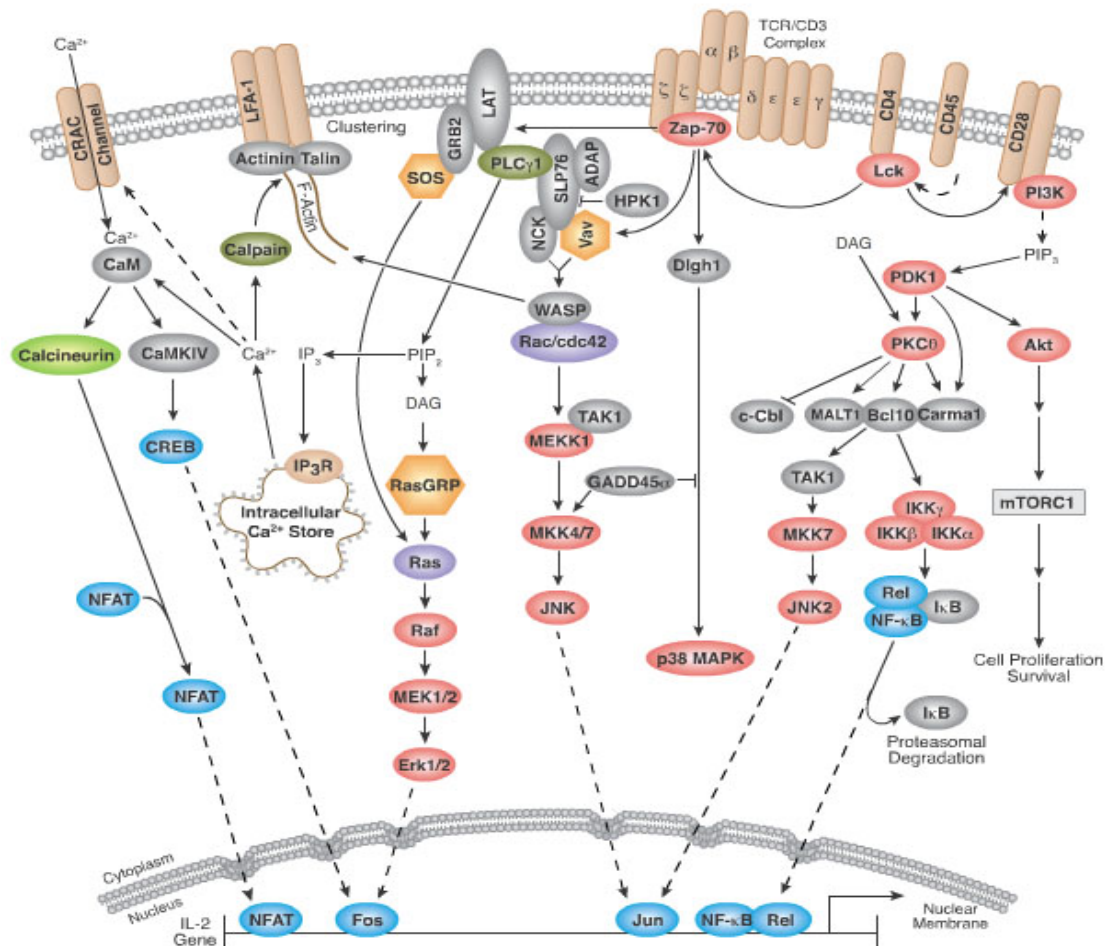 Ca²⁺
CRAC
Channel
LFA-1
Clustering
LAT
GRB2
SOS
PLCγ1
SLP76
ADAP
HPK1
NCK
Vav
TCR/CD3
Complex
α β
ζ ζ
δ ε ε γ
Zap-70
CD4
CD45
CD28
Lck
PI3K
Actinin Talin
F-Actin
Calpain
Ca²⁺
CaM
Calcineurin
CaMKIV
Ca²⁺
IP₃
PIP₂
DAG
WASP
Rac/cdc42
Dlgh1
DAG
PIP₃
PDK1
PKCθ
Akt
c-Cbl
MALT1
Bcl10
Carma1
CREB
IP₃R
Intracellular
Ca²⁺ Store
RasGRP
TAK1
MEKK1
GADD45α
TAK1
IKKγ
IKKβ
IKKα
mTORC1
Ras
MKK4/7
MKK7
NFAT
Raf
JNK
JNK2
Rel
NF-κB
IκB
p38 MAPK
Cell Proliferation
Survival
NFAT
MEK1/2
IκB
Proteasomal
Degradation
Erk1/2
Cytoplasm
Nucleus
IL-2
Gene
NFAT
Fos
Jun
NF-κB
Rel
Nuclear
Membrane